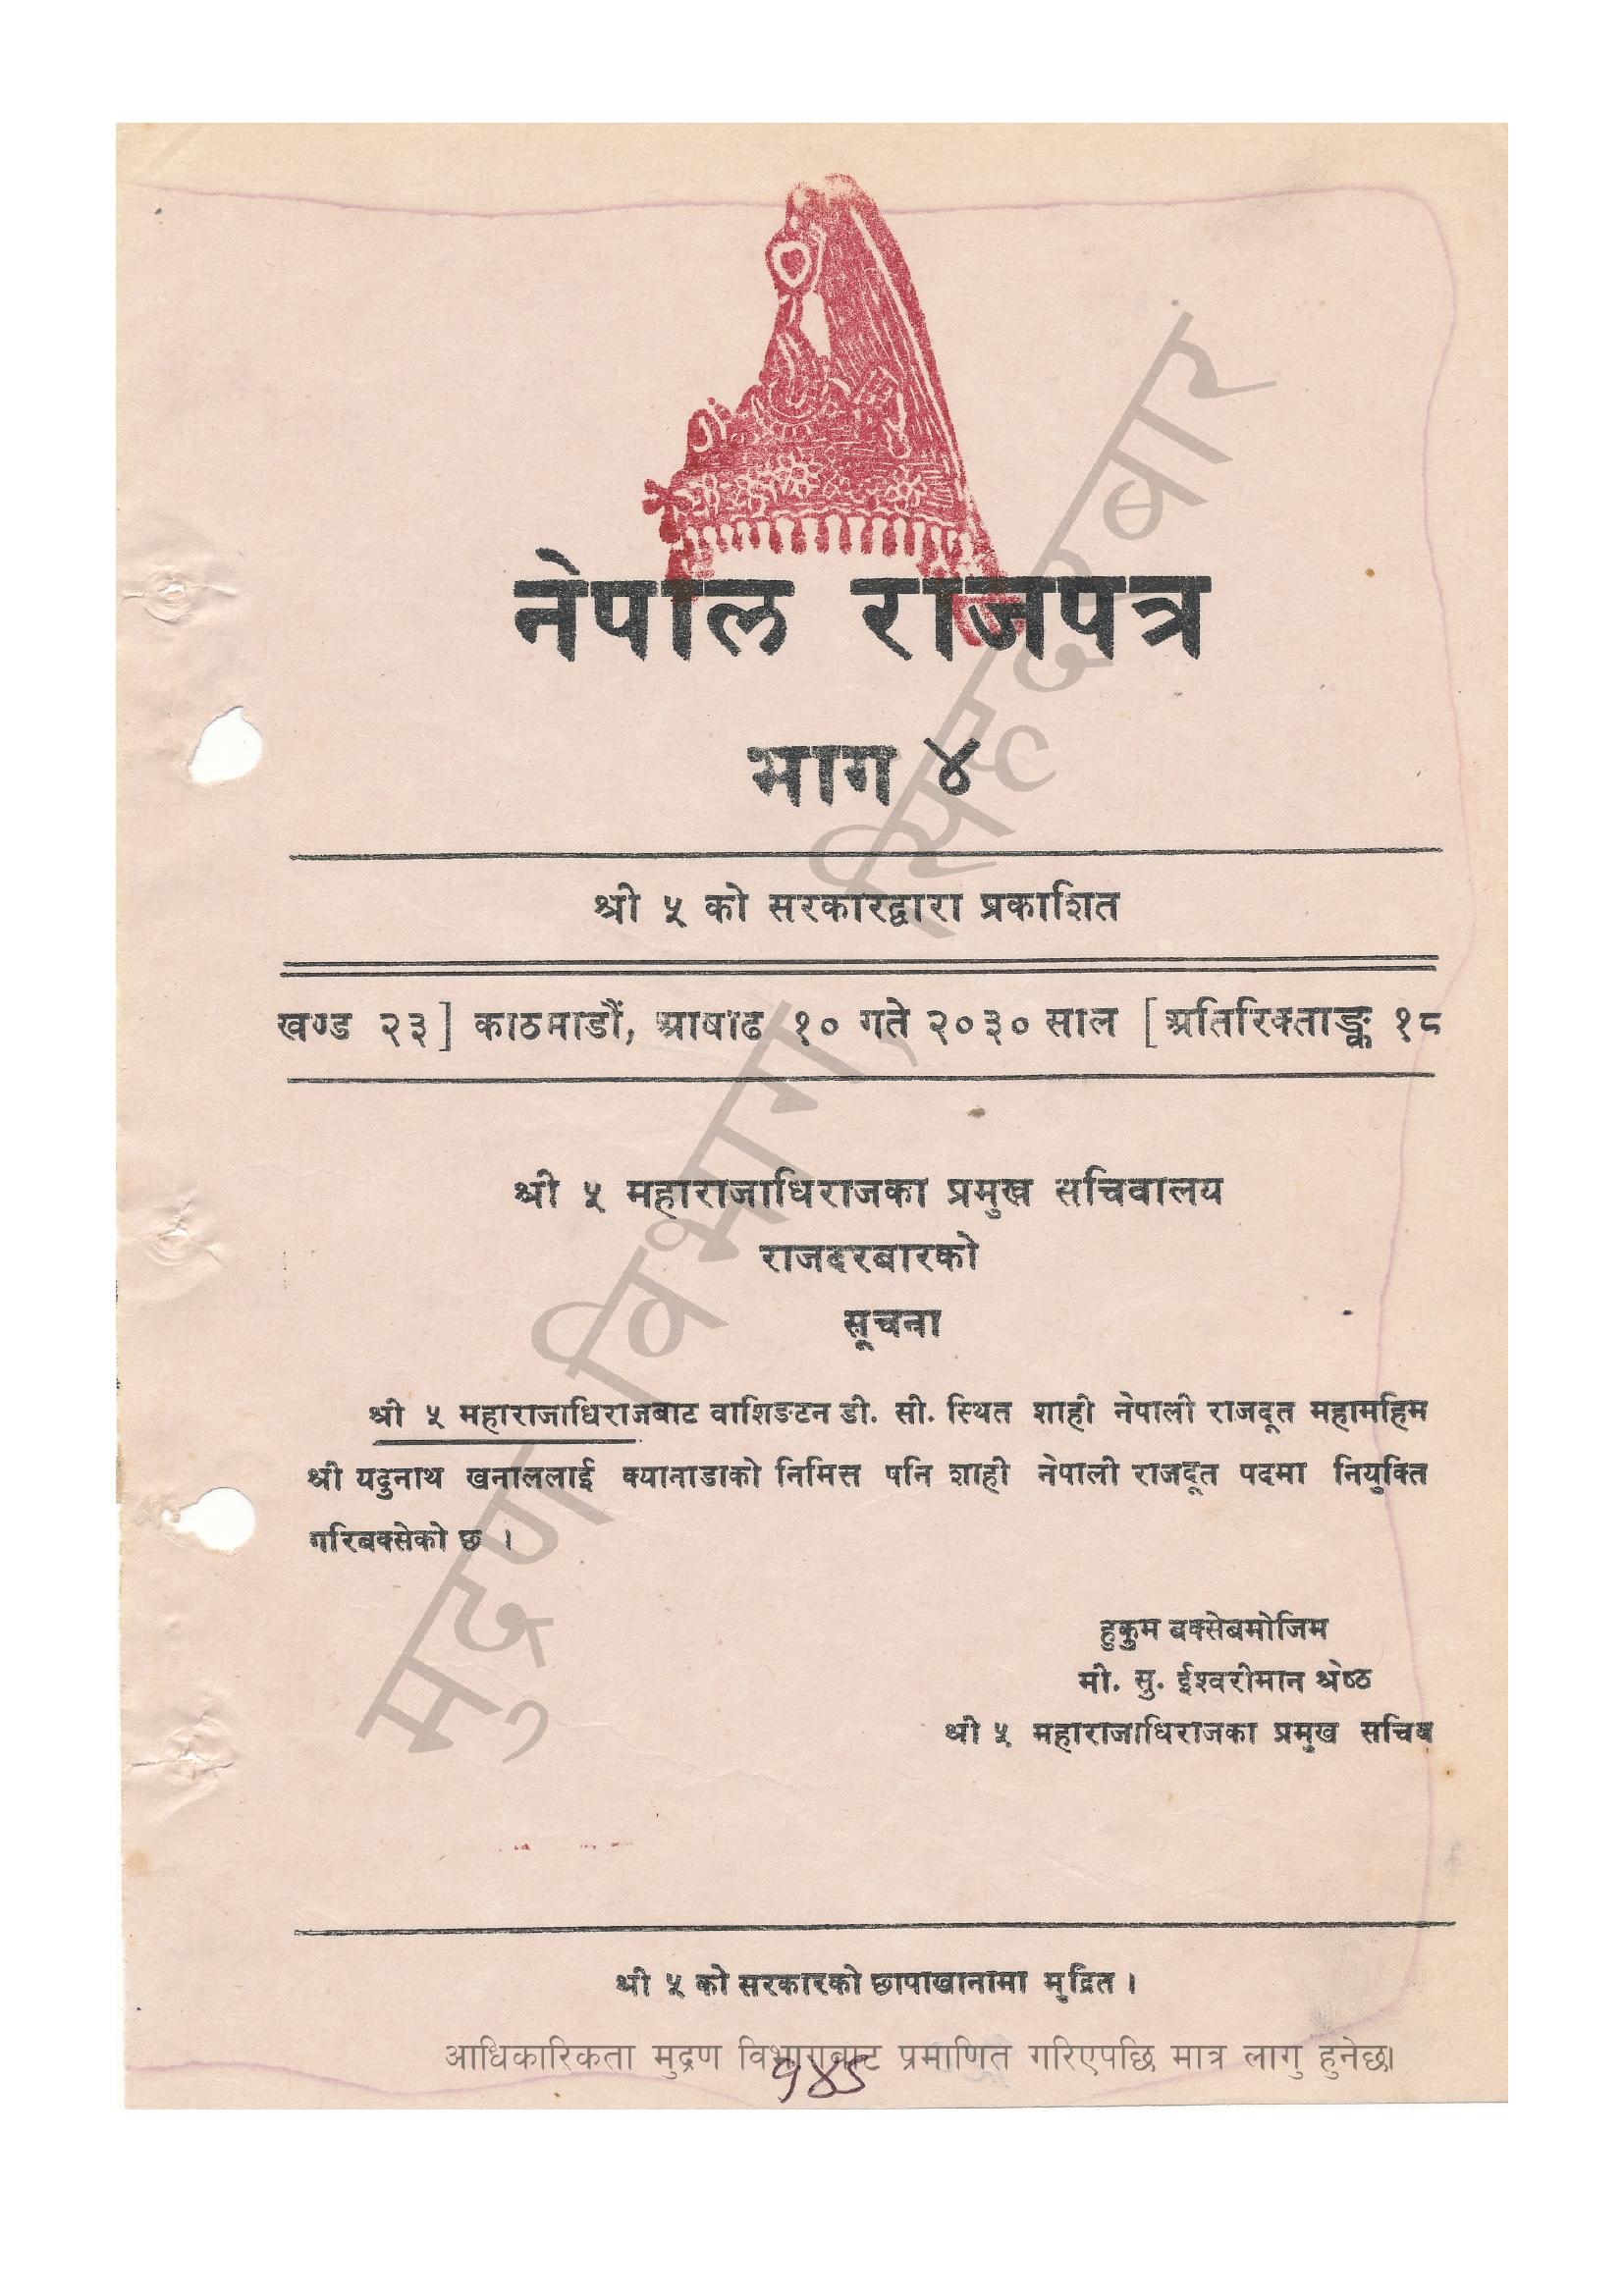 नेपाल राजपत्र
भाग ४
श्री ५ को सरकारद्वारा प्रकाशित
खण्ड २३] काठमाडौं, आषाढ १० गते २०३० साल [अतिरिक्ताङ्क १८
श्री ५ महाराजाधिराजका प्रमुख सचिवालय
राजदरबारको
सूचना
श्री ५ महाराजाधिराजबाट वाशिङटन डी. सी. स्थित शाही नेपाली राजदूत महामहिम
श्री यदुनाथ खनाललाई क्यानाडाको निमित्त पनि शाही नेपाली राजदूत पदमा नियुक्ति
गरिबक्सेको छ ।
हुकुम बक्सेबमोजिम
मी. सु. ईश्वरीमान श्रेष्ठ
श्री ५ महाराजाधिराजका प्रमुख सचिव
श्री ५ को सरकारको छापाखानामा मुद्रित ।
आधिकारिकता मुद्रण विभागबाट प्रमाणित गरिएपछि मात्र लागु हुनेछ।
मुद्रण विभाग, सिंहदरबार